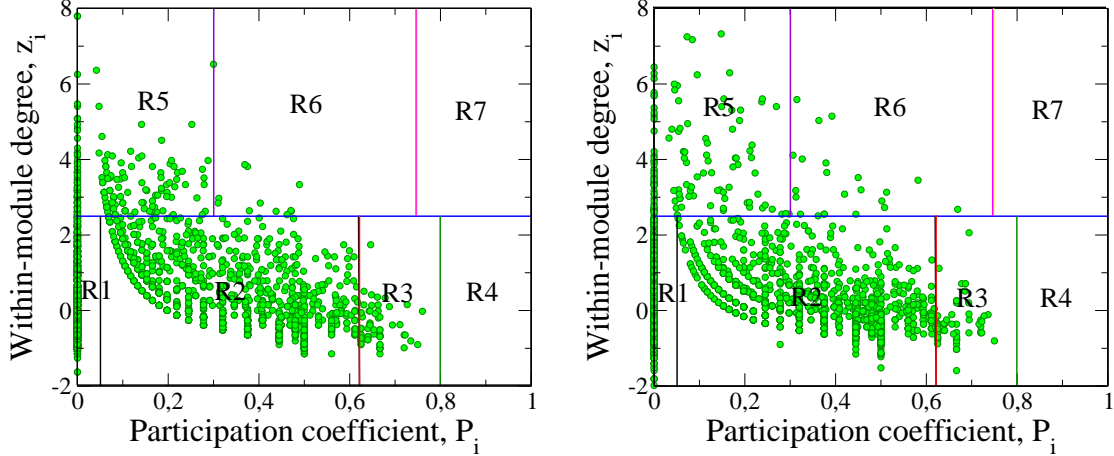 8
6
4
2
0
-2
Within-module degree, z_i
R5
R6
R7
R1
R2
R3
R4
0
0,2
0,4
0,6
0,8
1
Participation coefficient, P_i
8
6
4
2
0
-2
Within-module degree, z_i
R5
R6
R7
R1
R2
R3
R4
0
0,2
0,4
0,6
0,8
1
Participation coefficient, P_i